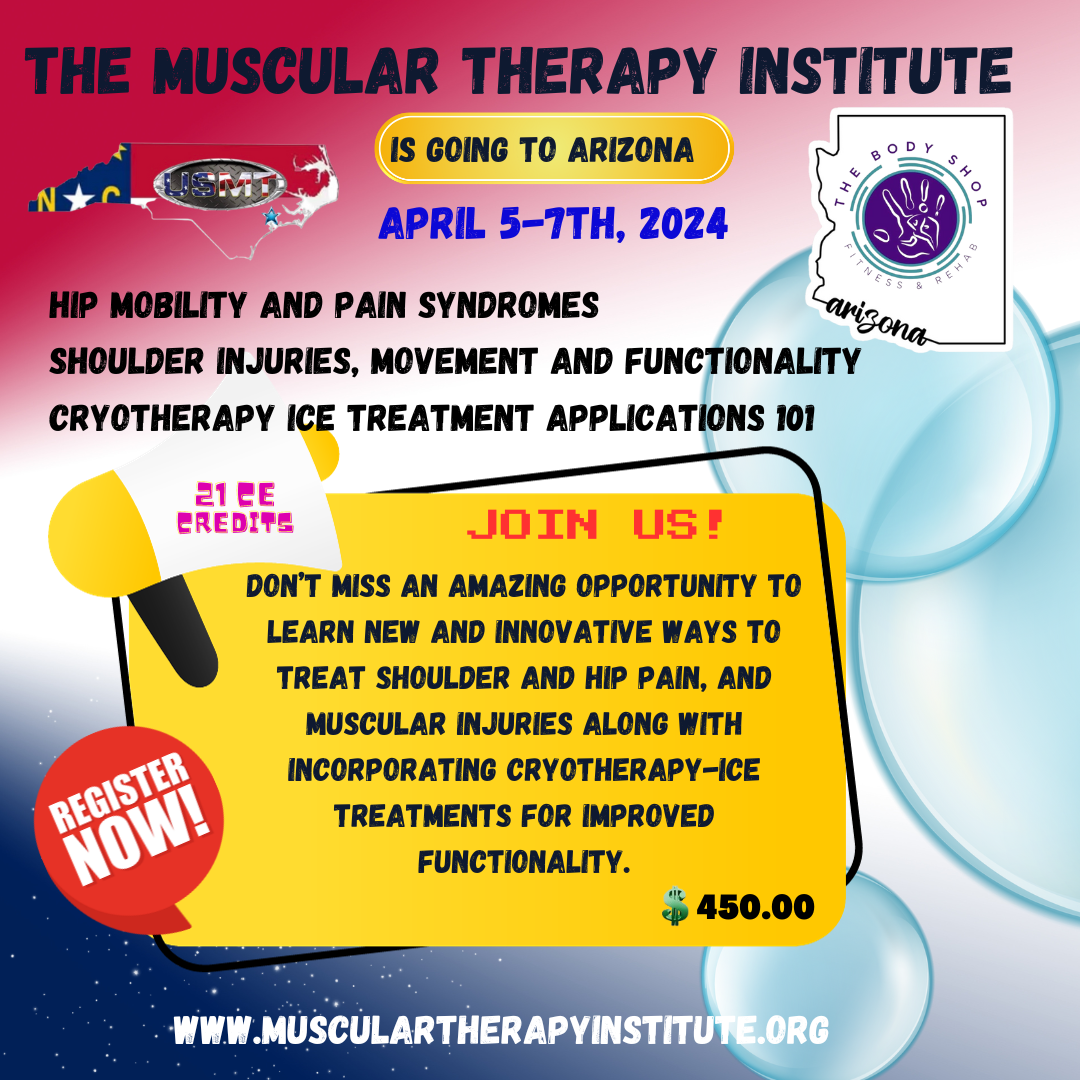 THE MUSCULAR THERAPY INSTITUTE
IS GOING TO ARIZONA
APRIL 5-7TH, 2024
N C
USMTI
THE BODY SHOP
FITNESS & REHAB
arizona
HIP MOBILITY AND PAIN SYNDROMES
SHOULDER INJURIES, MOVEMENT AND FUNCTIONALITY
CRYOTHERAPY ICE TREATMENT APPLICATIONS 101
21 CE
CREDITS
JOIN US!
DON'T MISS AN AMAZING OPPORTUNITY TO
LEARN NEW AND INNOVATIVE WAYS TO
TREAT SHOULDER AND HIP PAIN, AND
MUSCULAR INJURIES ALONG WITH
INCORPORATING CRYOTHERAPY-ICE
TREATMENTS FOR IMPROVED
FUNCTIONALITY.
REGISTER
NOW!
$ 450.00
WWW.MUSCULARTHERAPYINSTITUTE.ORG